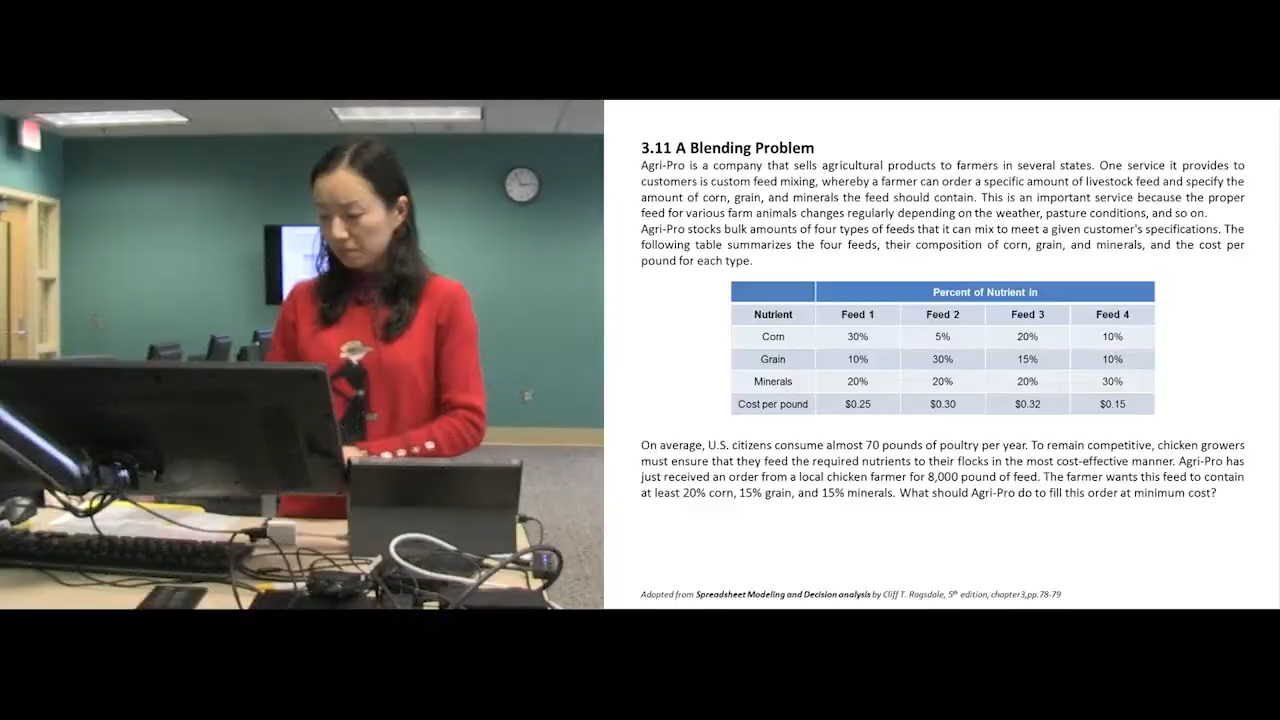 3.11 A Blending Problem
Agri-Pro is a company that sells agricultural products to farmers in several states. One service it provides to
customers is custom feed mixing, whereby a farmer can order a specific amount of livestock feed and specify the
amount of corn, grain, and minerals the feed should contain. This is an important service because the proper
feed for various farm animals changes regularly depending on the weather, pasture conditions, and so on.
Agri-Pro stocks bulk amounts of four types of feeds that it can mix to meet a given customer's specifications. The
following table summarizes the four feeds, their composition of corn, grain, and minerals, and the cost per
pound for each type.
Percent of Nutrient in
Nutrient Feed 1 Feed 2 Feed 3 Feed 4
Corn 30% 5% 20% 10%
Grain 10% 30% 15% 10%
Minerals 20% 20% 20% 30%
Cost per pound $0.25 $0.30 $0.32 $0.15
On average, U.S. citizens consume almost 70 pounds of poultry per year. To remain competitive, chicken growers
must ensure that they feed the required nutrients to their flocks in the most cost-effective manner. Agri-Pro has
just received an order from a local chicken farmer for 8,000 pound of feed. The farmer wants this feed to contain
at least 20% corn, 15% grain, and 15% minerals. What should Agri-Pro do to fill this order at minimum cost?
Adopted from Spreadsheet Modeling and Decision analysis by Cliff T. Ragsdale, 5th edition, chapter3,pp.78-79